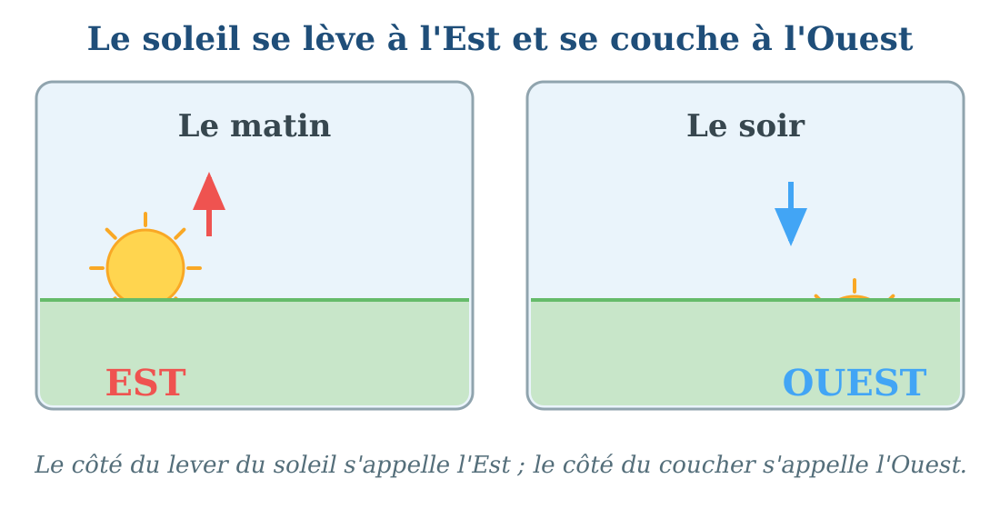 Le soleil se lève à l'Est et se couche à l'Ouest
Le matin
EST
Le soir
OUEST
Le côté du lever du soleil s'appelle l'Est ; le côté du coucher s'appelle l'Ouest.